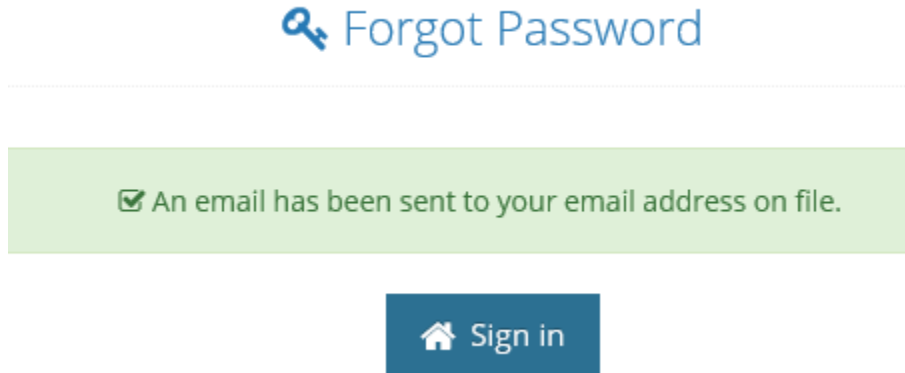 Forgot Password
An email has been sent to your email address on file.
Sign in